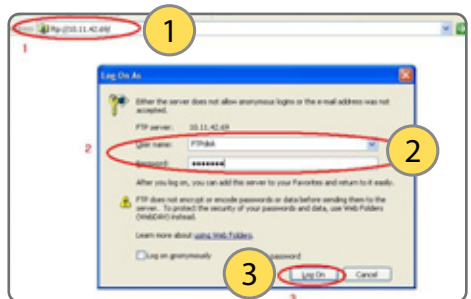 ftp://10.11.42.69/
1
1
Log On As
Either the server does not allow anonymous logins or the e-mail address was not
accepted.
FTP server: 10.11.42.69
2
User name: FTPdisk
2
Password: ••••••••
After you log on, you can add this server to your Favorites and return to it easily.
FTP does not encrypt or encode passwords or data before sending them to the
server. To protect the security of your passwords and data, use Web Folders
(WebDAV) instead.
Learn more about using Web Folders.
Log on anonymously password
3
Log On Cancel
3